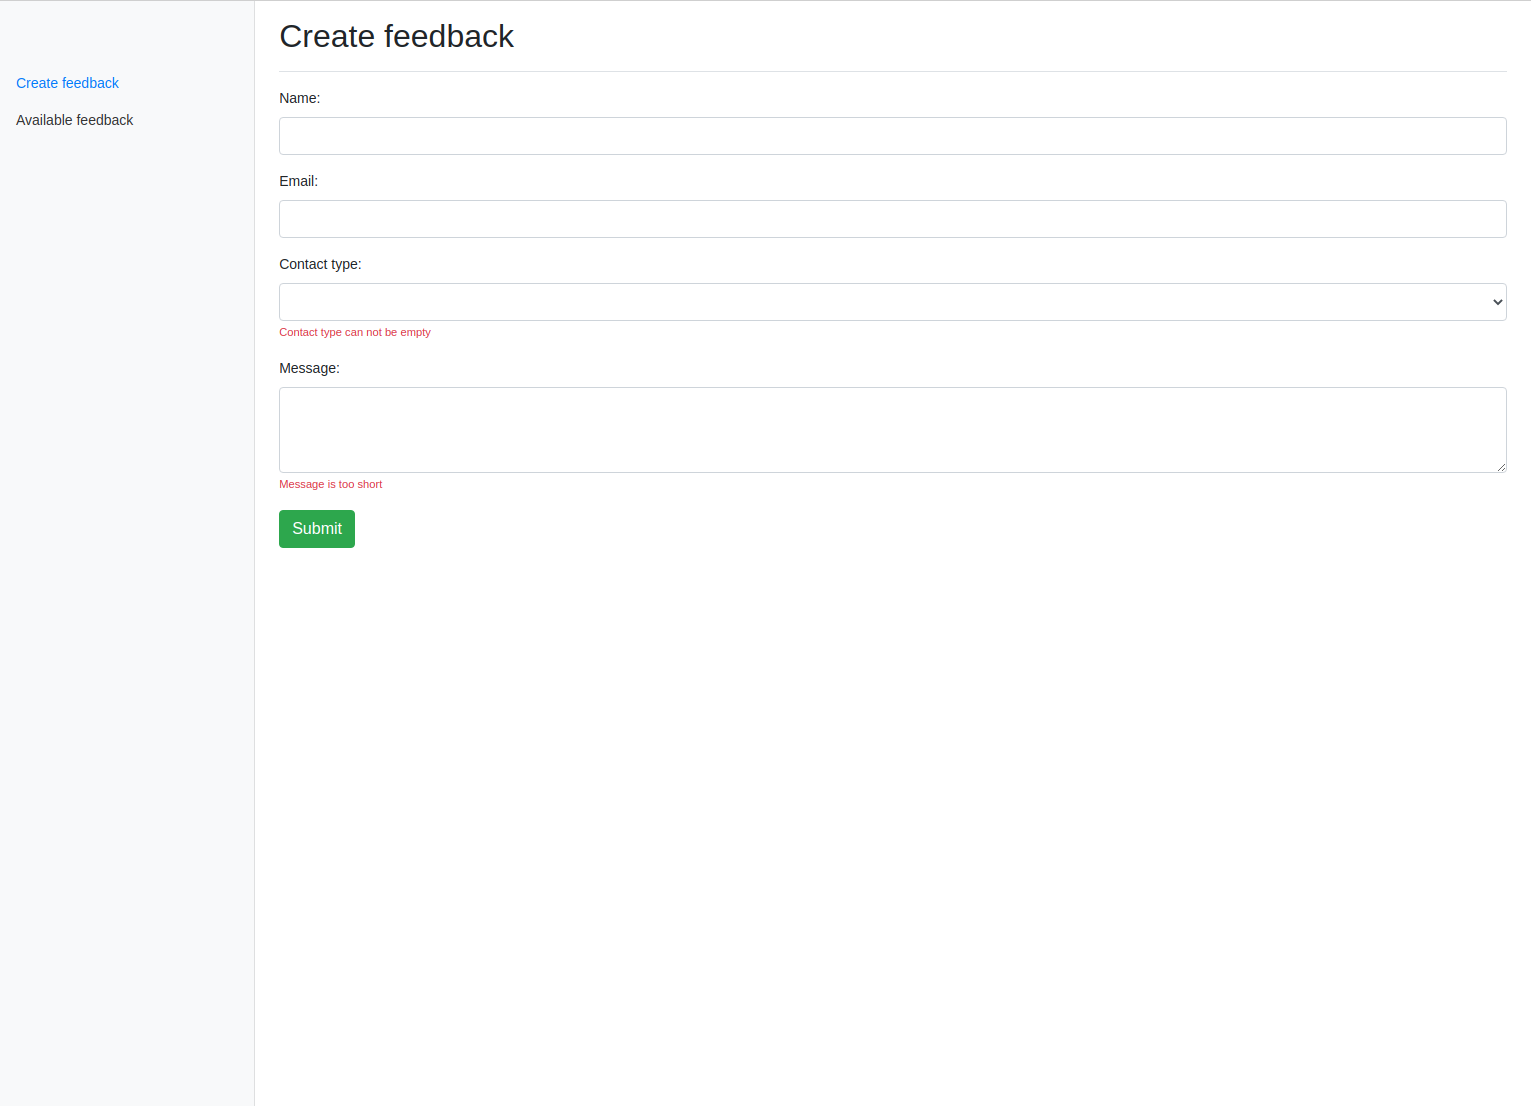 Create feedback
Available feedback
Create feedback
Name:
Email:
Contact type:
Contact type can not be empty
Message:
Message is too short
Submit